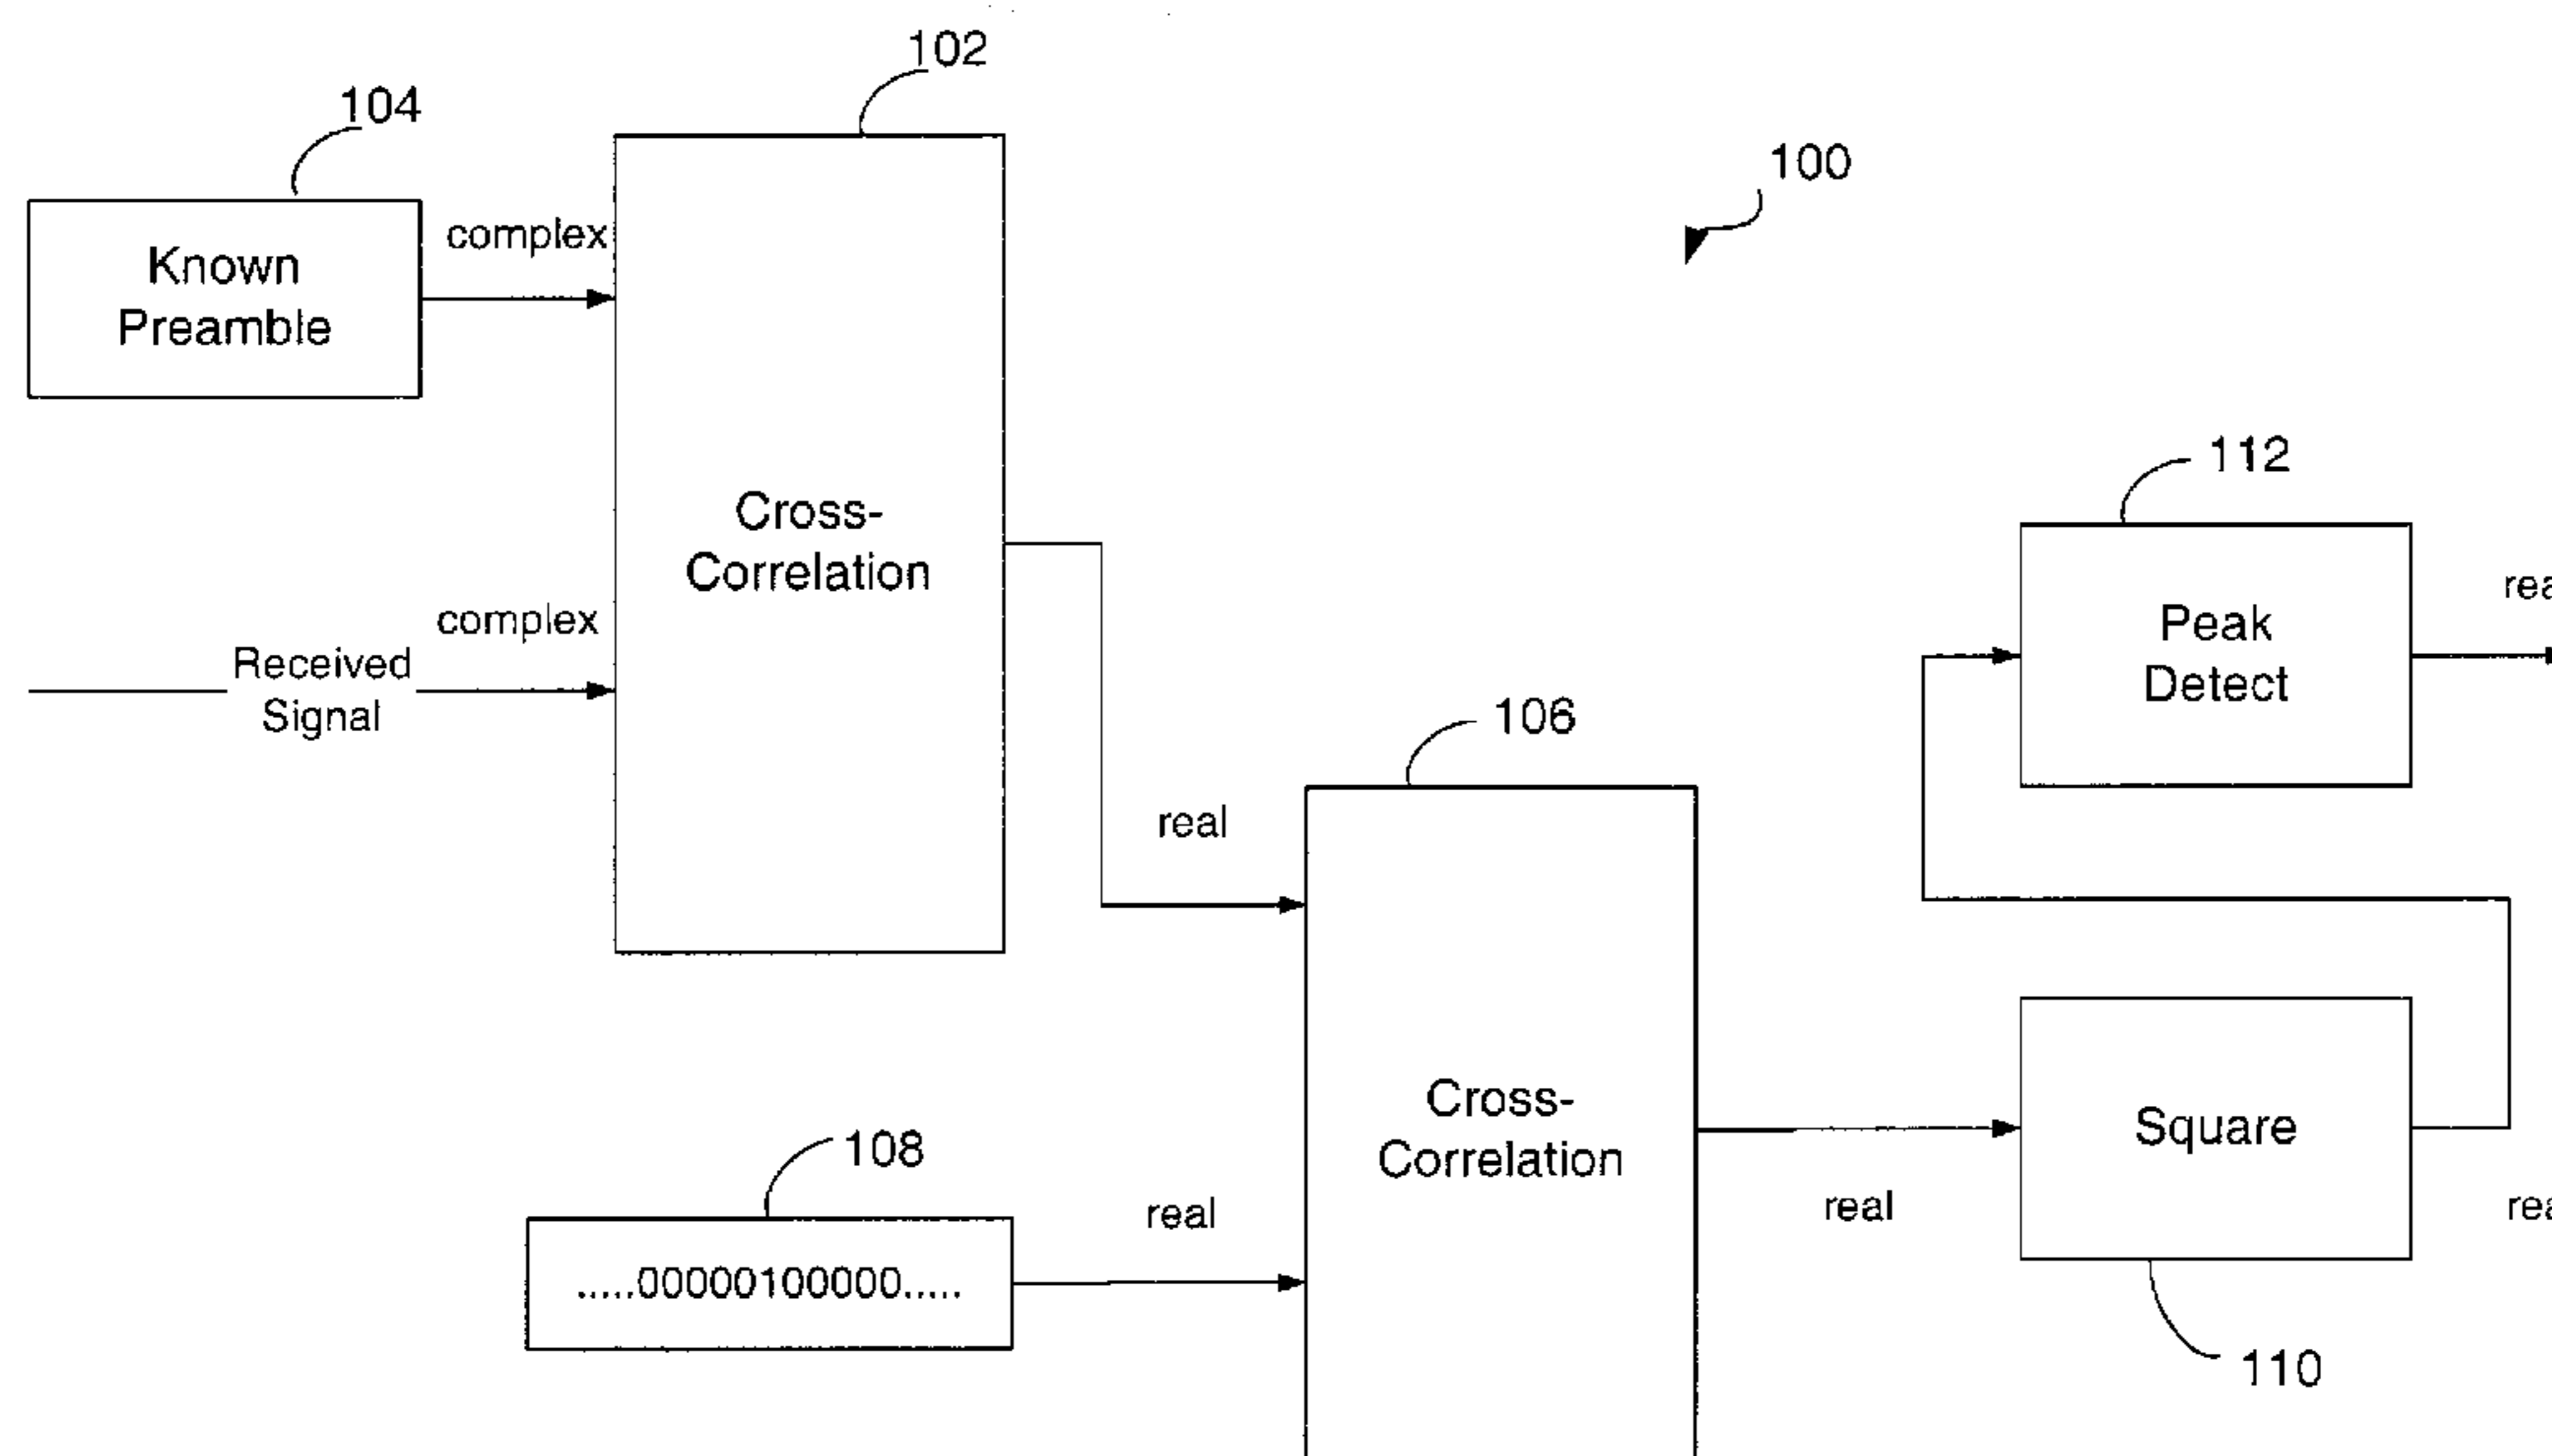 102
104
100
complex
Known
Preamble
112
Cross-
Correlation
complex
Received
Signal
Peak
Detect
106
real
Cross-
Correlation
Square
108
real
real
.....00000100000.....
110